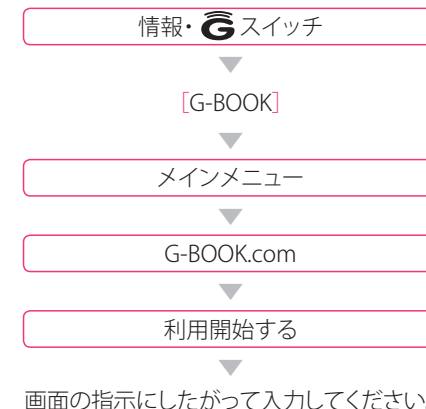 情報・G スイッチ
[G-BOOK]
メインメニュー
G-BOOK.com
利用開始する
画面の指示にしたがって入力してください